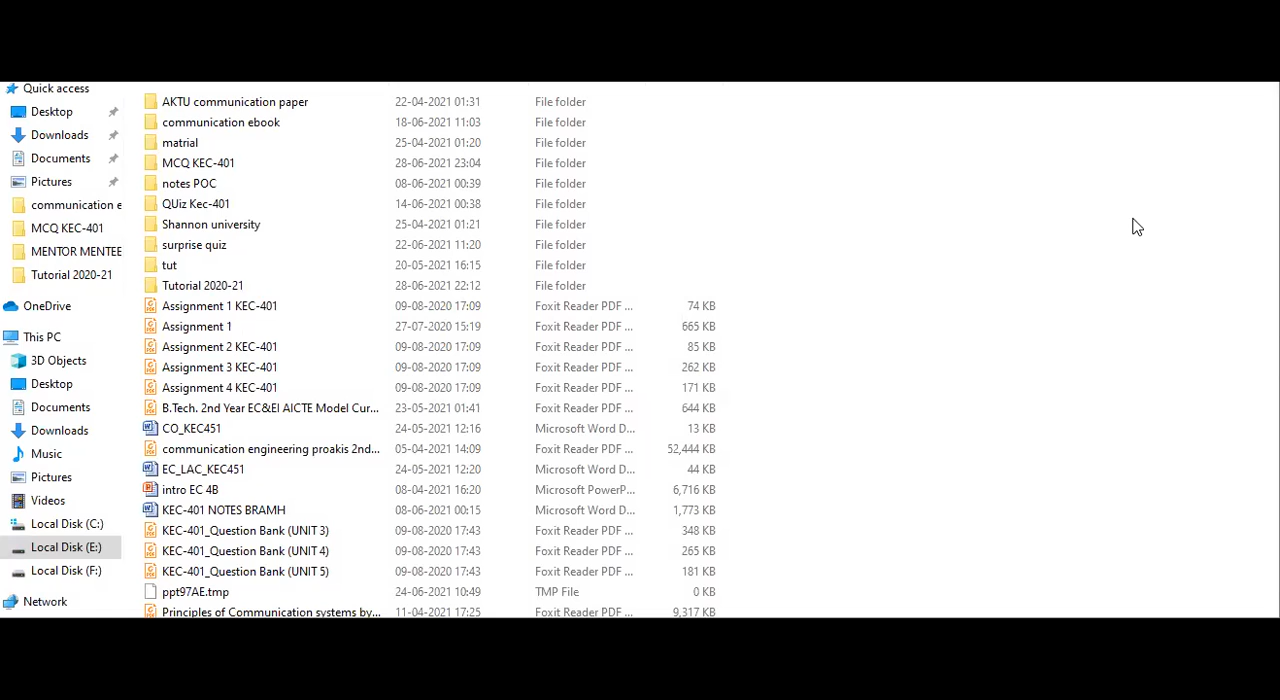 Quick access
Desktop
Downloads
Documents
Pictures
communication e
MCQ KEC-401
MENTOR MENTEE
Tutorial 2020-21
OneDrive
This PC
3D Objects
Desktop
Documents
Downloads
Music
Pictures
Videos
Local Disk (C:)
Local Disk (E:)
Local Disk (F:)
Network
AKTU communication paper 22-04-2021 01:31 File folder
communication ebook 18-06-2021 11:03 File folder
matrial 25-04-2021 01:20 File folder
MCQ KEC-401 28-06-2021 23:04 File folder
notes POC 08-06-2021 00:39 File folder
QUiz Kec-401 14-06-2021 00:38 File folder
Shannon university 25-04-2021 01:21 File folder
surprise quiz 22-06-2021 11:20 File folder
tut 20-05-2021 16:15 File folder
Tutorial 2020-21 28-06-2021 22:12 File folder
Assignment 1 KEC-401 09-08-2020 17:09 Foxit Reader PDF ... 74 KB
Assignment 1 27-07-2020 15:19 Foxit Reader PDF ... 665 KB
Assignment 2 KEC-401 09-08-2020 17:09 Foxit Reader PDF ... 85 KB
Assignment 3 KEC-401 09-08-2020 17:09 Foxit Reader PDF ... 262 KB
Assignment 4 KEC-401 09-08-2020 17:09 Foxit Reader PDF ... 171 KB
B.Tech. 2nd Year EC&EI AICTE Model Cur... 23-05-2021 01:41 Foxit Reader PDF ... 644 KB
CO_KEC451 24-05-2021 12:16 Microsoft Word D... 13 KB
communication engineering proakis 2nd... 05-04-2021 14:09 Foxit Reader PDF ... 52,444 KB
EC_LAC_KEC451 24-05-2021 12:20 Microsoft Word D... 44 KB
intro EC 4B 08-04-2021 16:20 Microsoft PowerP... 6,716 KB
KEC-401 NOTES BRAMH 08-06-2021 00:15 Microsoft Word D... 1,773 KB
KEC-401_Question Bank (UNIT 3) 09-08-2020 17:43 Foxit Reader PDF ... 348 KB
KEC-401_Question Bank (UNIT 4) 09-08-2020 17:43 Foxit Reader PDF ... 265 KB
KEC-401_Question Bank (UNIT 5) 09-08-2020 17:43 Foxit Reader PDF ... 181 KB
ppt97AE.tmp 24-06-2021 10:49 TMP File 0 KB
Principles of Communication systems by... 11-04-2021 17:25 Foxit Reader PDF ... 9,317 KB